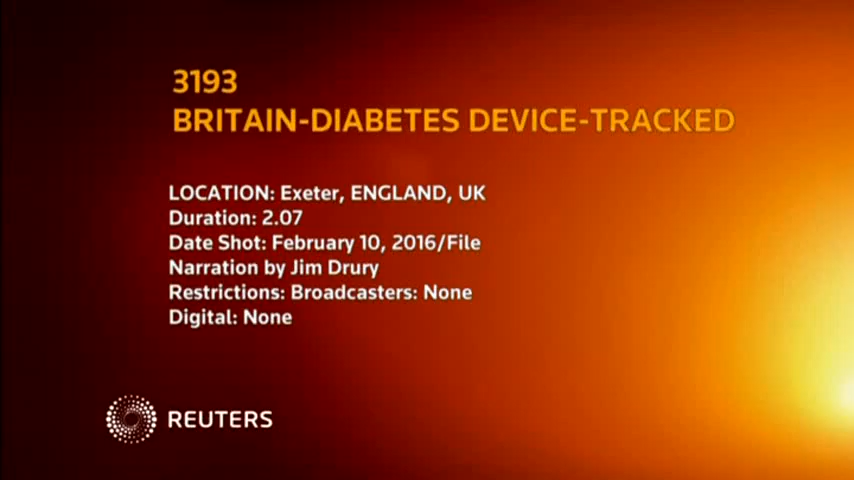 3193
BRITAIN-DIABETES DEVICE-TRACKED
LOCATION: Exeter, ENGLAND, UK
Duration: 2.07
Date Shot: February 10, 2016/File
Narration by Jim Drury
Restrictions: Broadcasters: None
Digital: None
REUTERS